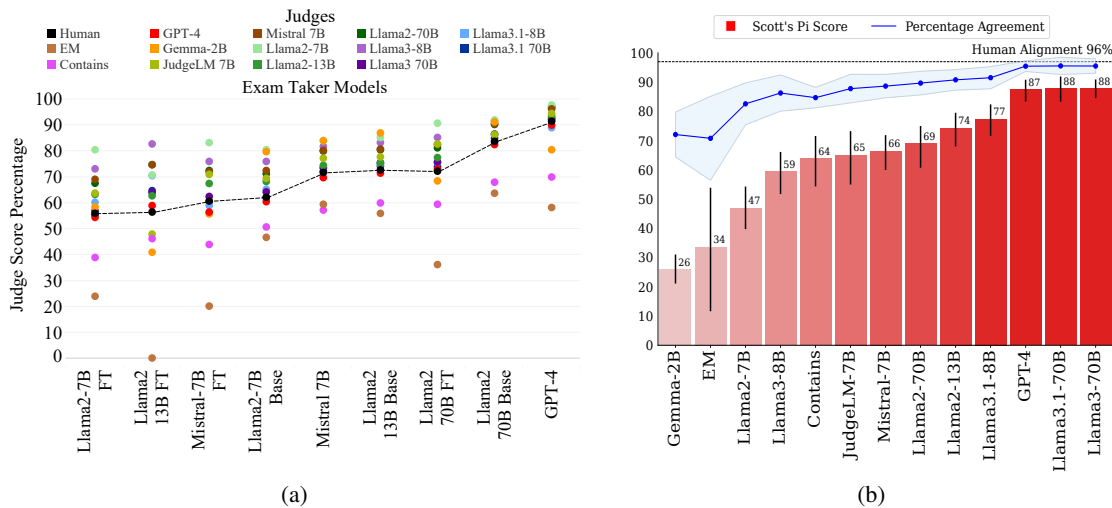 Judges
Human
GPT-4
Mistral 7B
Llama2-70B
Llama3.1-8B
EM
Gemma-2B
Llama2-7B
Llama3-8B
Llama3.1 70B
Contains
JudgeLM 7B
Llama2-13B
Llama3 70B
Exam Taker Models
Judge Score Percentage
100
90
80
70
60
50
40
30
20
10
0
Llama2-7B
FT
Llama2
13B FT
Mistral-7B
FT
Llama2-7B
Base
Mistral 7B
Llama2
13B Base
Llama2
70B FT
Llama2
70B Base
GPT-4
(a)
Scott's Pi Score
Percentage Agreement
Human Alignment 96%
100
90
80
70
60
50
40
30
20
10
0
26
34
47
59
64
65
66
69
74
77
87
88
88
Gemma-2B
EM
Llama2-7B
Llama3-8B
Contains
JudgeLM-7B
Mistral-7B
Llama2-70B
Llama2-13B
Llama3.1-8B
GPT-4
Llama3.1-70B
Llama3-70B
(b)